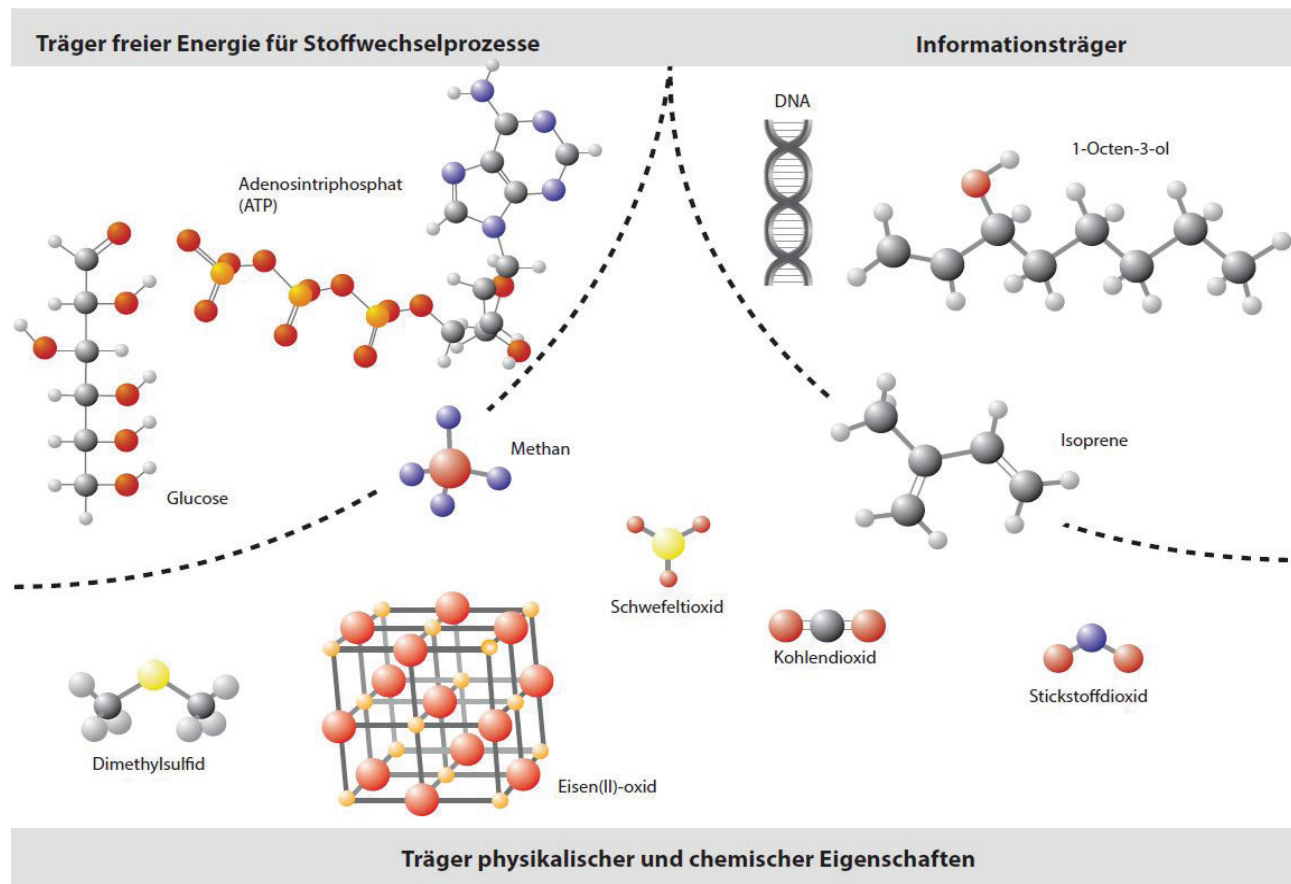 Träger freier Energie für Stoffwechselprozesse
Informationsträger
DNA
1-Octen-3-ol
Adenosintriphosphat
(ATP)
Methan
Isoprene
Glucose
Schwefeltioxid
Kohlendioxid
Stickstoffdioxid
Dimethylsulfid
Eisen(II)-oxid
Träger physikalischer und chemischer Eigenschaften